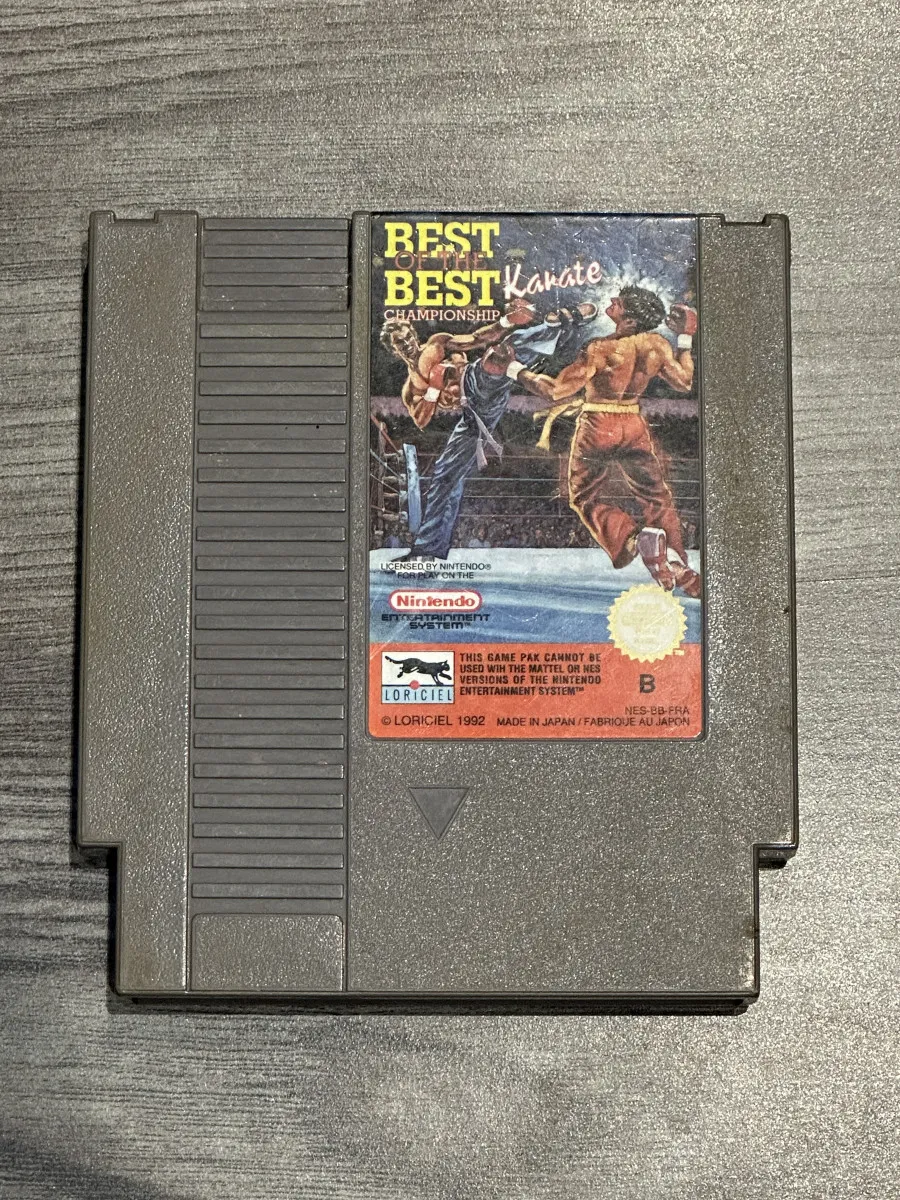 BEST
OF THE
BEST
Karate
CHAMPIONSHIP
LICENSED BY NINTENDO®
FOR PLAY ON THE
Nintendo
ENTERTAINMENT
SYSTEM™
LORICIEL
THIS GAME PAK CANNOT BE
USED WIH THE MATTEL OR NES
VERSIONS OF THE NINTENDO
ENTERTAINMENT SYSTEM™
B
TM
NES-BB-FRA
© LORICIEL 1992 MADE IN JAPAN / FABRIQUE AU JAPON